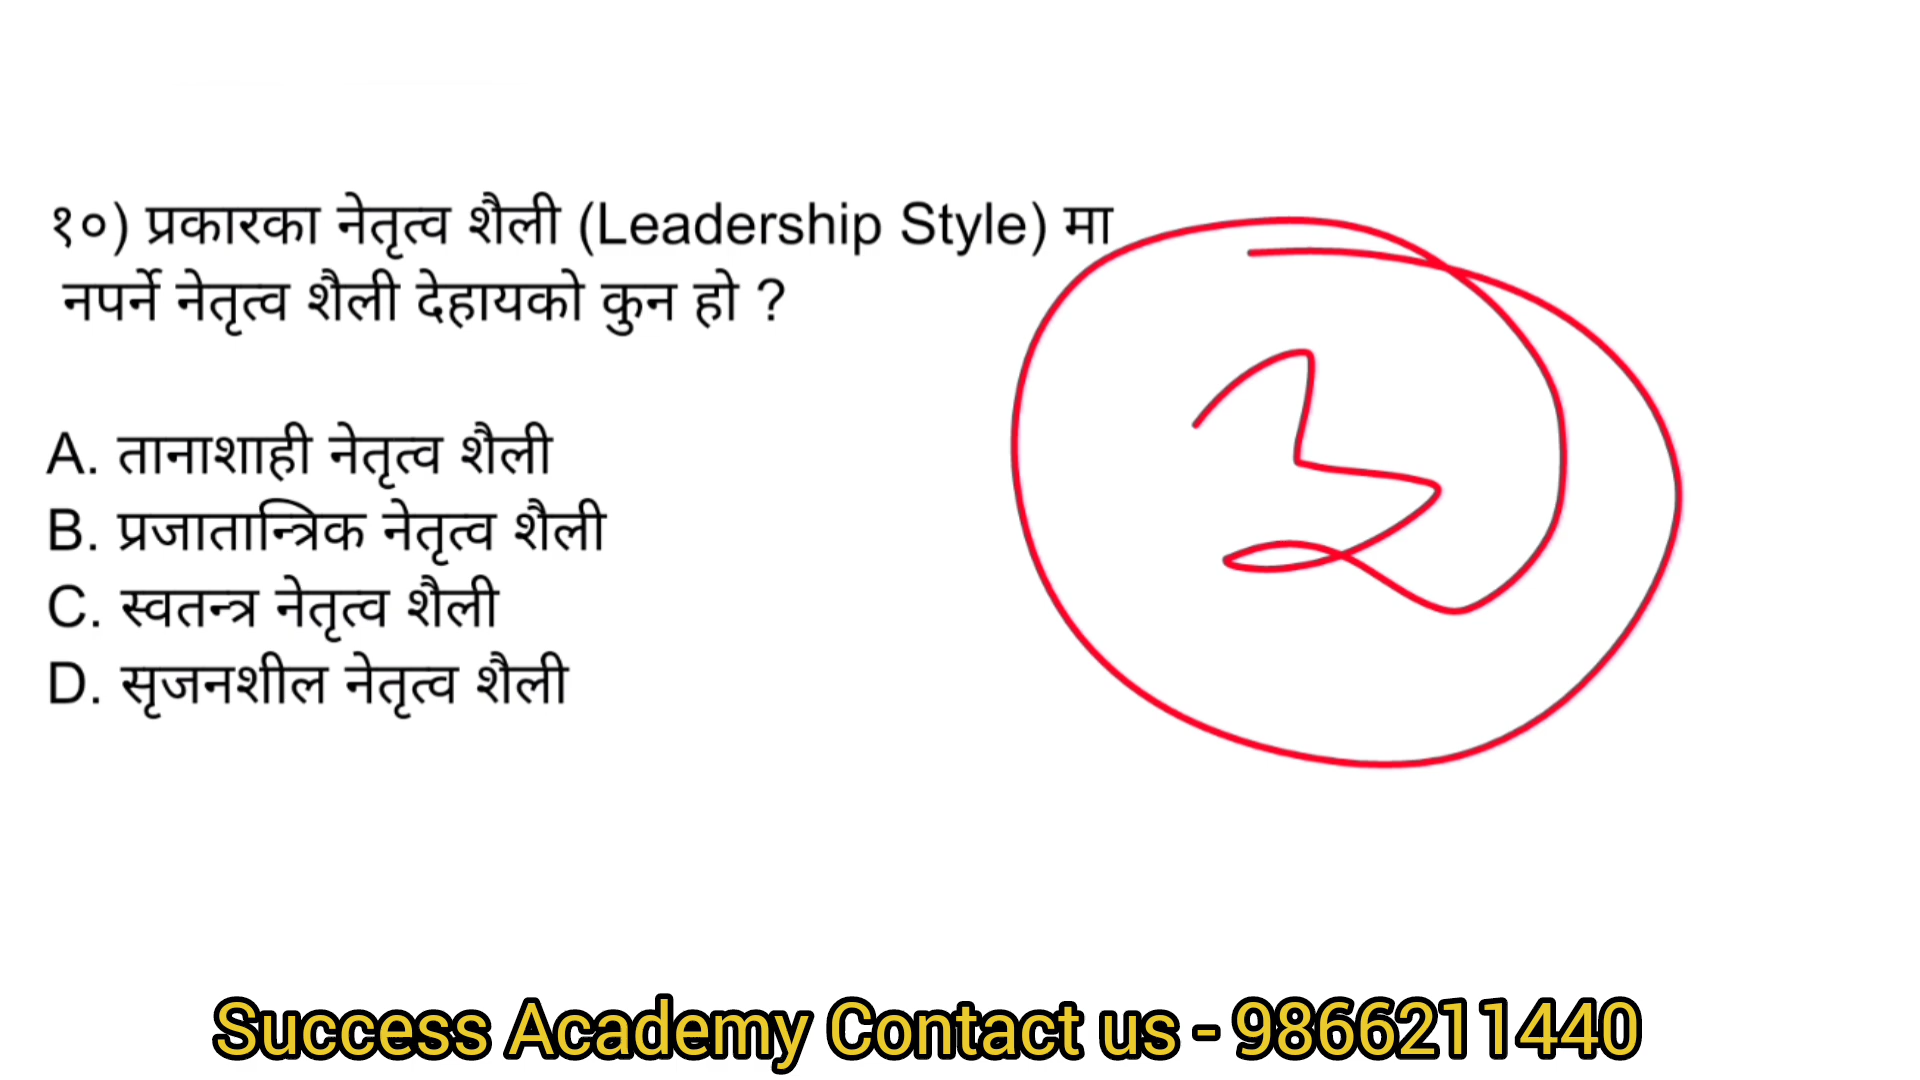 १०) प्रकारका नेतृत्व शैली (Leadership Style) मा
नपर्ने नेतृत्व शैली देहायको कुन हो ?
A. तानाशाही नेतृत्व शैली
B. प्रजातान्त्रिक नेतृत्व शैली
C. स्वतन्त्र नेतृत्व शैली
D. सृजनशील नेतृत्व शैली
Success Academy Contact us - 9866211440